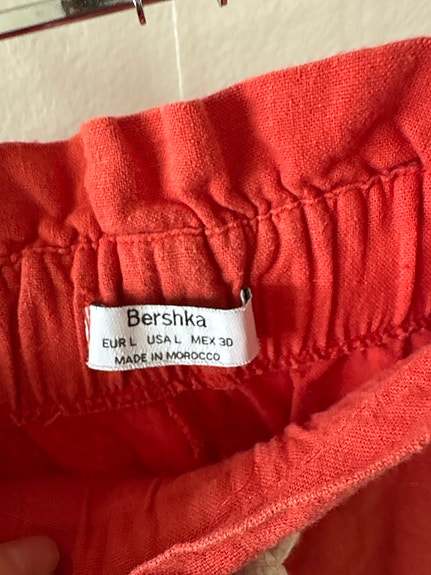 Bershka
EUR L USA L MEX 30
MADE IN MOROCCO